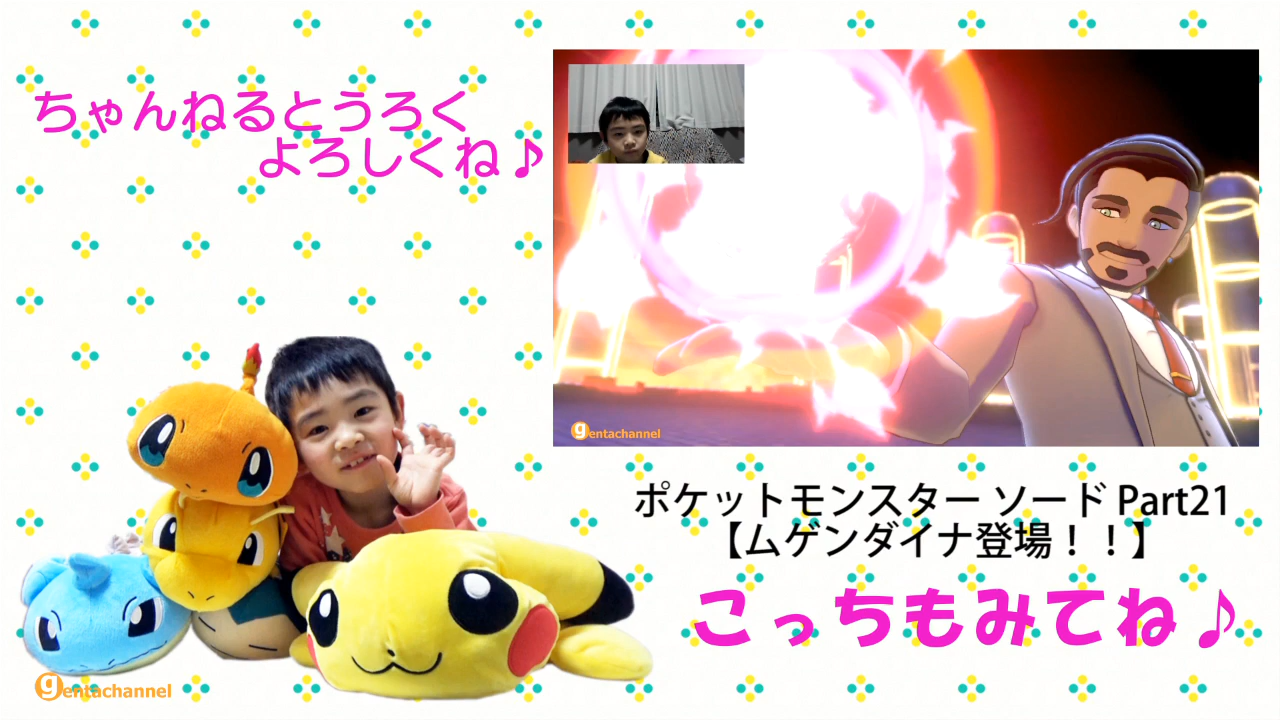 ちゃんねるとうろく
よろしくね♪
gentachannel
ポケットモンスター ソード Part21
【ムゲンダイナ登場！！】
こっちもみてね♪
gentachannel